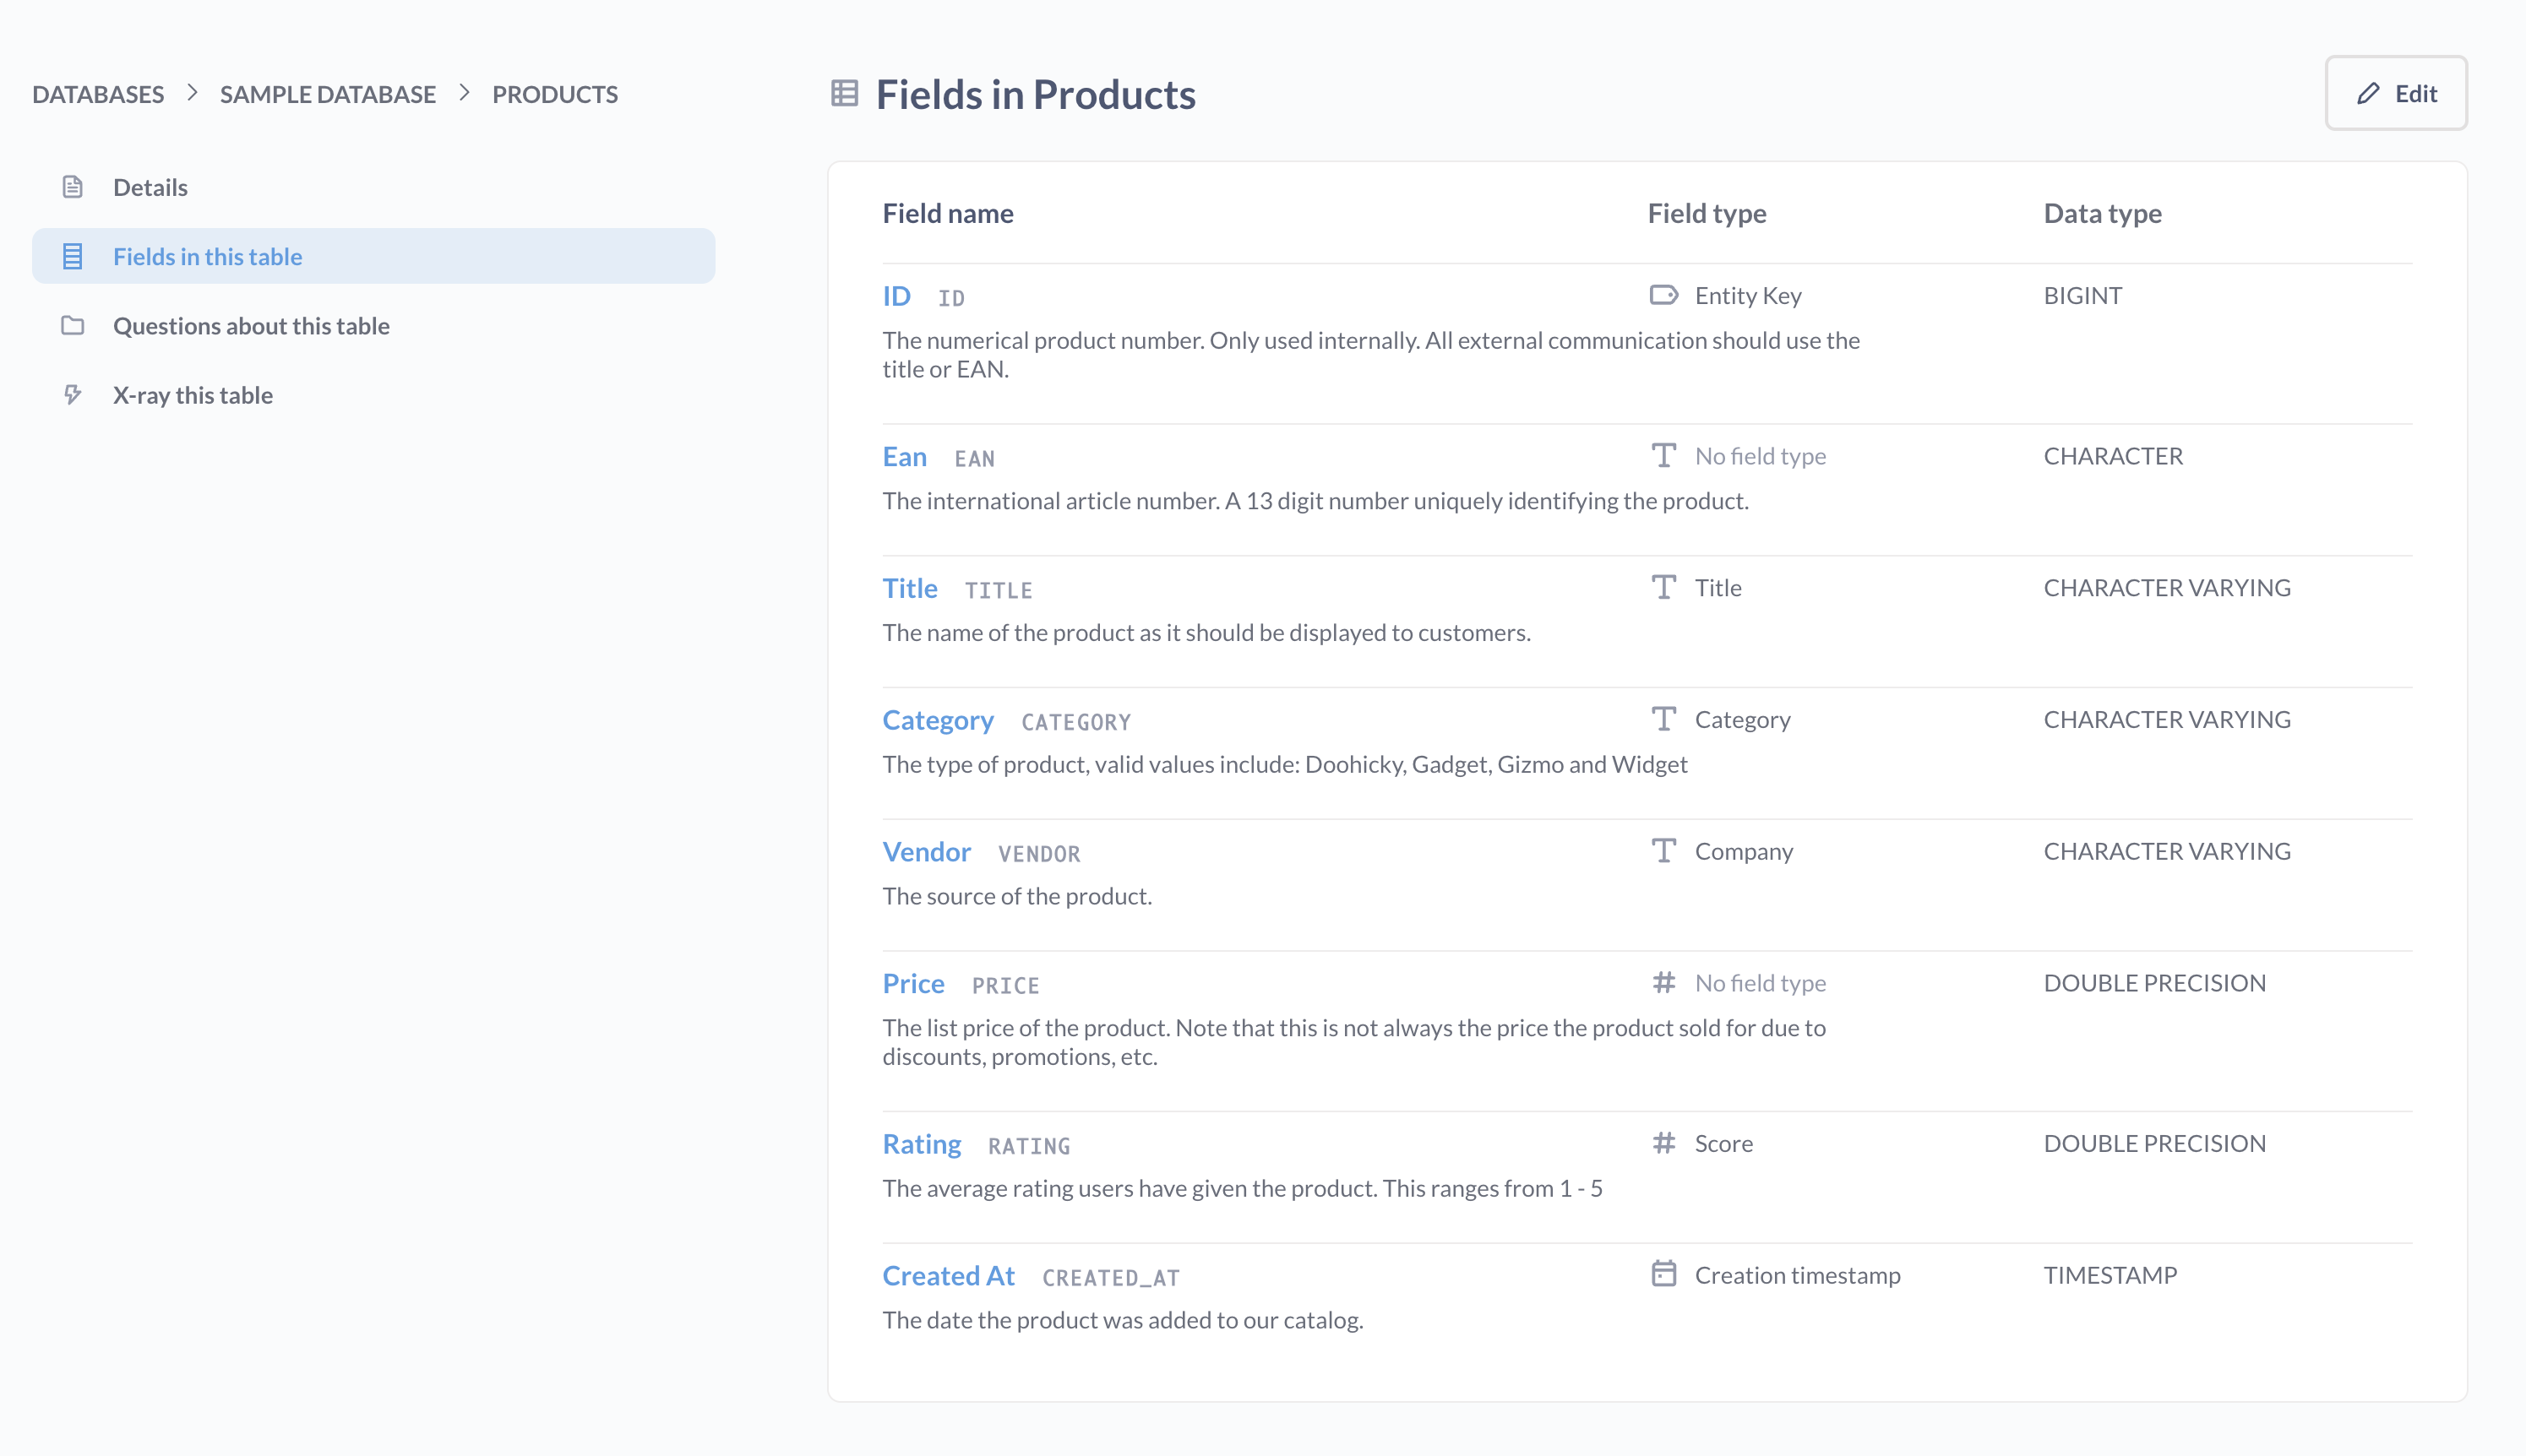 DATABASES > SAMPLE DATABASE > PRODUCTS
Details
Fields in this table
Questions about this table
X-ray this table
Fields in Products
Edit
Field name Field type Data type
ID ID Entity Key BIGINT
The numerical product number. Only used internally. All external communication should use the
title or EAN.
Ean EAN No field type CHARACTER
The international article number. A 13 digit number uniquely identifying the product.
Title TITLE Title CHARACTER VARYING
The name of the product as it should be displayed to customers.
Category CATEGORY Category CHARACTER VARYING
The type of product, valid values include: Doohicky, Gadget, Gizmo and Widget
Vendor VENDOR Company CHARACTER VARYING
The source of the product.
Price PRICE No field type DOUBLE PRECISION
The list price of the product. Note that this is not always the price the product sold for due to
discounts, promotions, etc.
Rating RATING Score DOUBLE PRECISION
The average rating users have given the product. This ranges from 1 - 5
Created At CREATED_AT Creation timestamp TIMESTAMP
The date the product was added to our catalog.